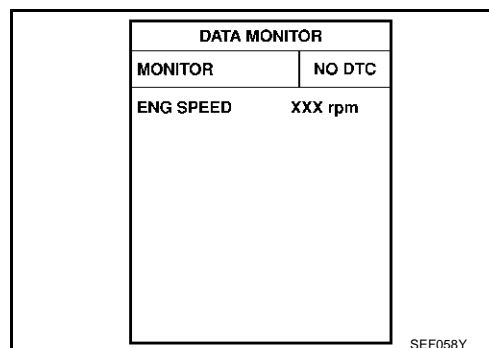 DATA MONITOR
MONITOR NO DTC
ENG SPEED XXX rpm
SEF058Y